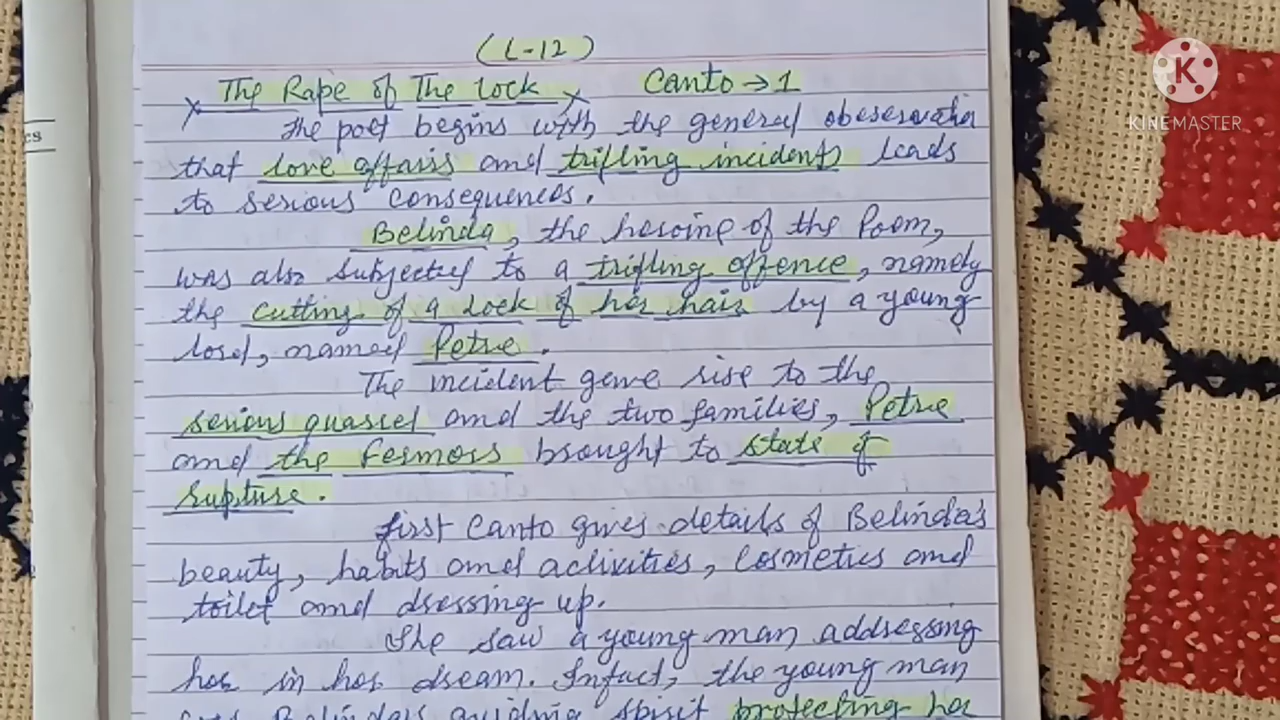 (L-12)
The Rape of The Lock Canto → 1
The poet begins with the general obeservation
that love affairs and trifling incidents leads
to serious consequences.
Belinda, the heroine of the Poem,
was also subjected to a trifling offence, namely
the cutting of a Lock of her hair by a young
lord, named Petre.
The incident gave rise to the
serious quarrel and the two families, Petre
and the Fermors brought to state of
rupture.
first Canto gives details of Belinda's
beauty, habits and activities, cosmetics and
toilet and dressing up.
She saw a young man addressing
her in her dream. Infact, the young man
was Belinda's guiding spirit protecting her
K
KINEMASTER